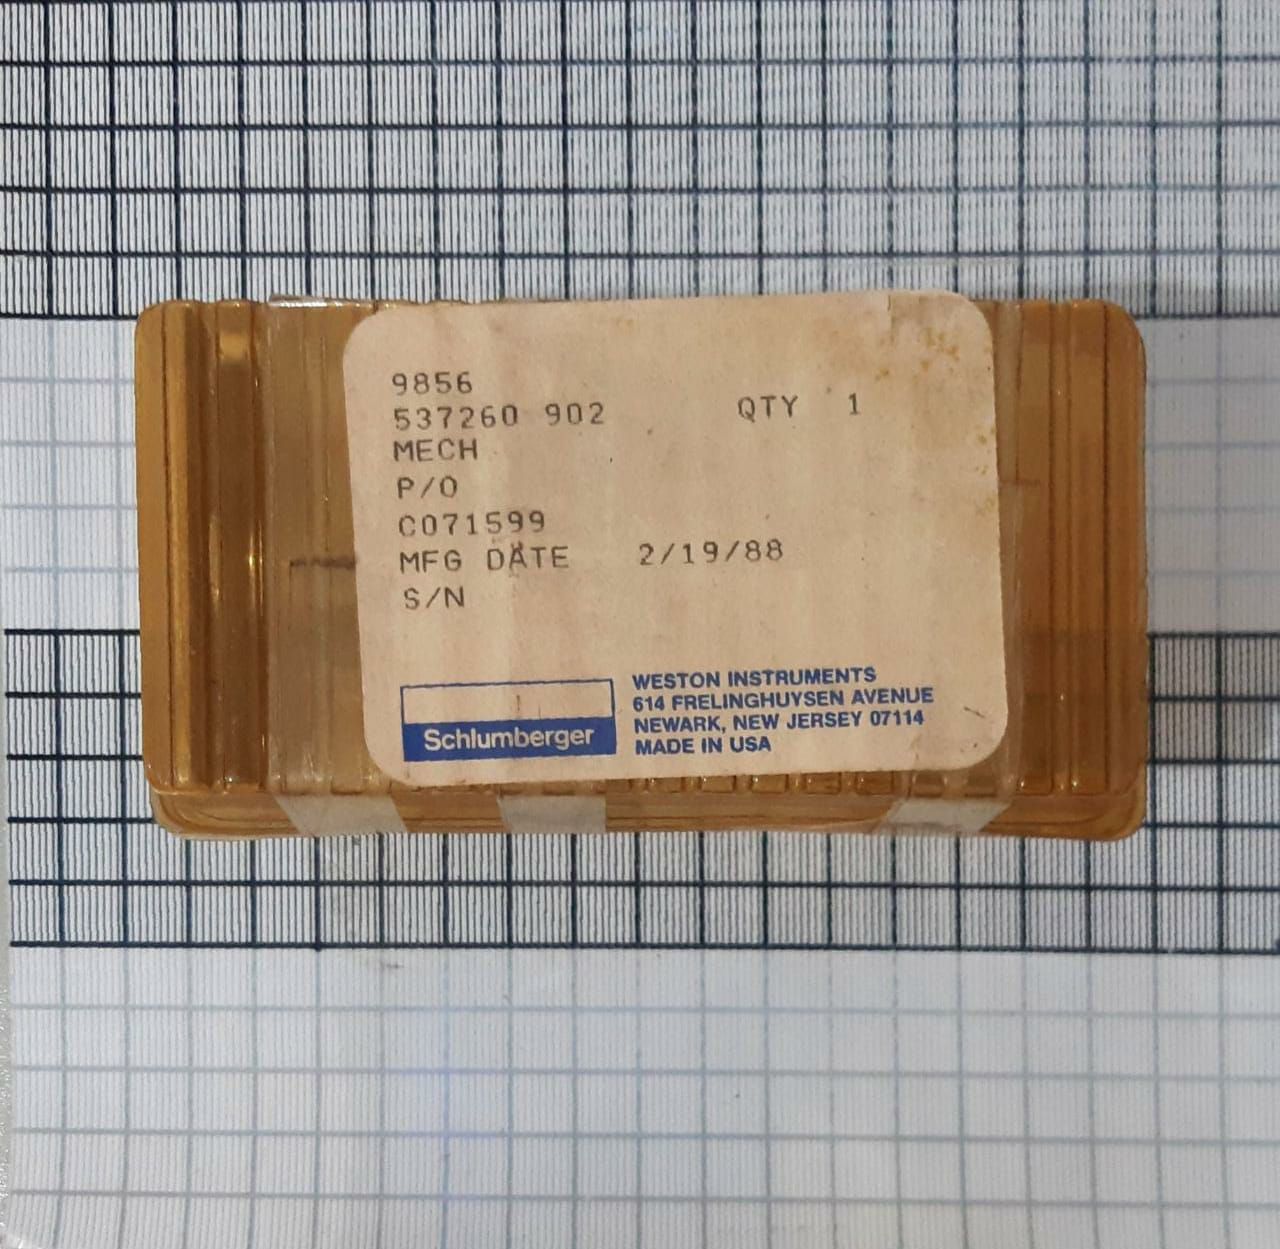 9856
537260 902 QTY 1
MECH
P/O
C071599
MFG DATE 2/19/88
S/N
Schlumberger
WESTON INSTRUMENTS
614 FRELINGHUYSEN AVENUE
NEWARK, NEW JERSEY 07114
MADE IN USA